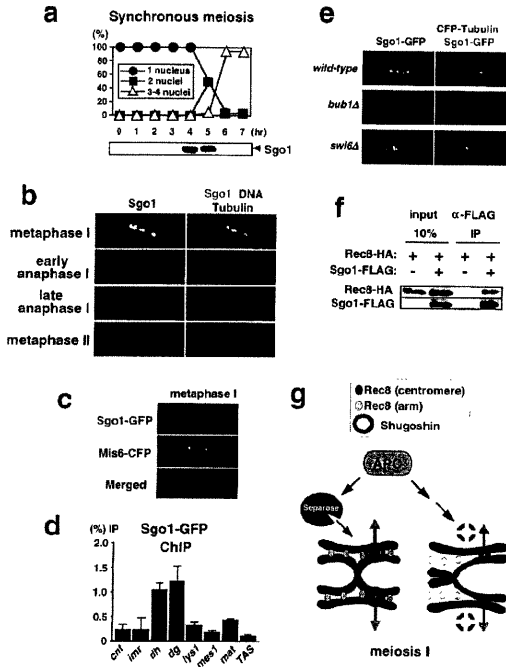 a
Synchronous meiosis
(%)
100
80
60
40
20
0
1 nucleus
2 nuclei
3-4 nuclei
0 1 2 3 4 5 6 7 (hr)
Sgo1
b
Sgo1
Sgo1 DNA
Tubulin
metaphase I
early
anaphase I
late
anaphase I
metaphase II
c
metaphase I
Sgo1-GFP
Mis6-CFP
Merged
d
(%) IP
Sgo1-GFP
ChIP
2.0
1.5
1.0
0.5
0
cnt imr dh dg lys1 mes1 mat TAS
e
Sgo1-GFP
CFP-Tubulin
Sgo1-GFP
wild-type
bub1Δ
swi6Δ
f
input α-FLAG
10% IP
Rec8-HA: + + + +
Sgo1-FLAG: - + - +
Rec8-HA
Sgo1-FLAG
g
Rec8 (centromere)
Rec8 (arm)
Shugoshin
APC
Separase
meiosis I